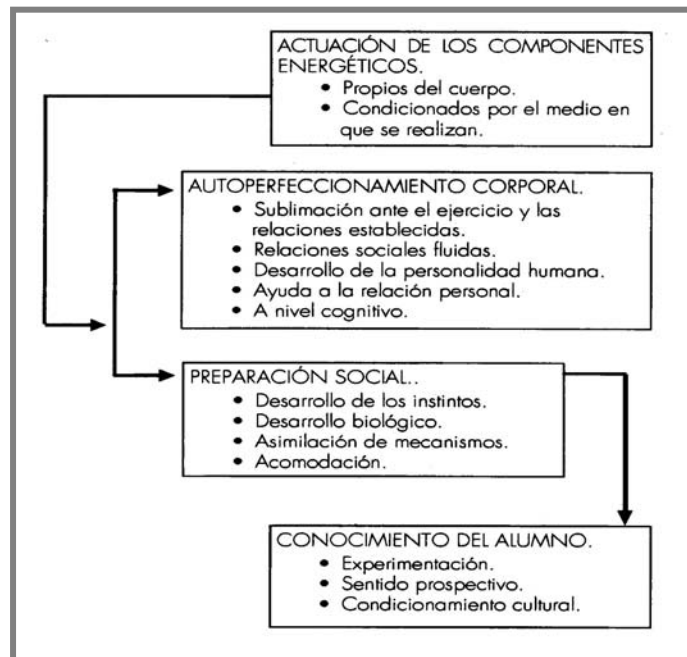 ACTUACIÓN DE LOS COMPONENTES
ENERGÉTICOS.
• Propios del cuerpo.
• Condicionados por el medio en
que se realizan.
AUTOPERFECCIONAMIENTO CORPORAL.
• Sublimación ante el ejercicio y las
relaciones establecidas.
• Relaciones sociales fluidas.
• Desarrollo de la personalidad humana.
• Ayuda a la relación personal.
• A nivel cognitivo.
PREPARACIÓN SOCIAL..
• Desarrollo de los instintos.
• Desarrollo biológico.
• Asimilación de mecanismos.
• Acomodación.
CONOCIMIENTO DEL ALUMNO.
• Experimentación.
• Sentido prospectivo.
• Condicionamiento cultural.